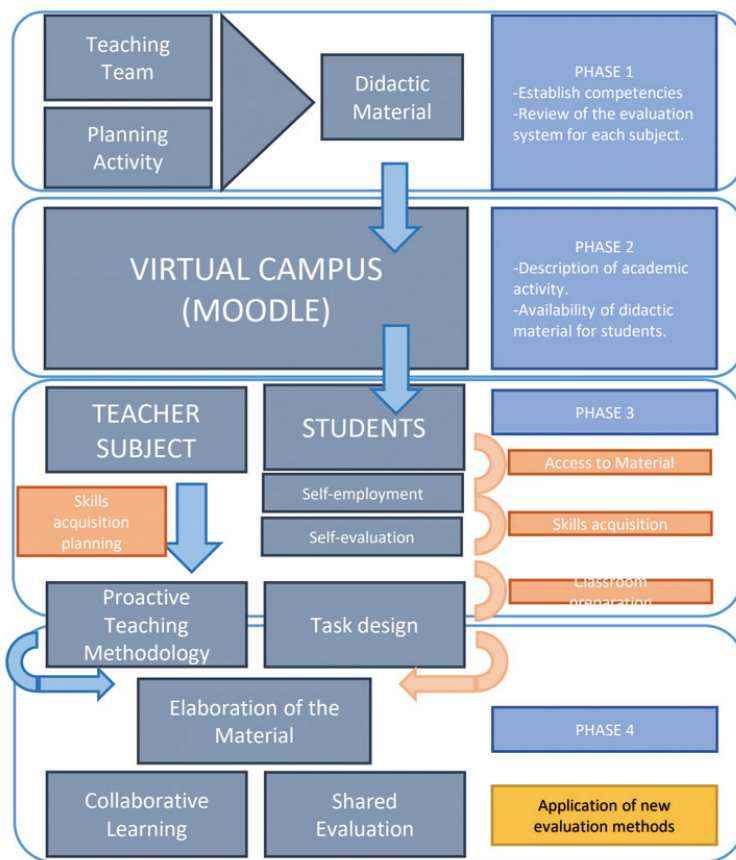 Teaching
Team
Planning
Activity
Didactic
Material
PHASE 1
-Establish competencies
-Review of the evaluation
system for each subject.
VIRTUAL CAMPUS
(MOODLE)
PHASE 2
-Description of academic
activity.
-Availability of didactic
material for students.
TEACHER
SUBJECT
STUDENTS
PHASE 3
Access to Material
Self-employment
Skills
acquisition
planning
Skills acquisition
Self-evaluation
Classroom
preparation
Proactive
Teaching
Methodology
Task design
Elaboration of the
Material
PHASE 4
Collaborative
Learning
Shared
Evaluation
Application of new
evaluation methods